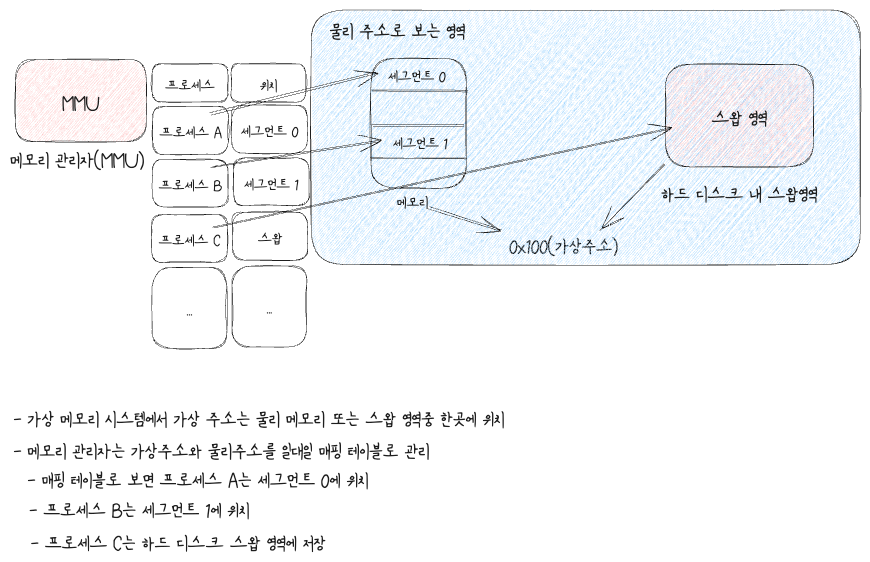 물리 주소로 보는 영역
MMU
메모리 관리자(MMU)
프로세스 위치
프로세스 A 세그먼트 0
프로세스 B 세그먼트 1
프로세스 C 스왑
... ...
세그먼트 0
세그먼트 1
메모리
스왑 영역
하드 디스크 내 스왑영역
0x100(가상주소)
- 가상 메모리 시스템에서 가상 주소는 물리 메모리 또는 스왑 영역중 한곳에 위치
- 메모리 관리자는 가상주소와 물리주소를 일대일 매핑 테이블로 관리
- 매핑 테이블로 보면 프로세스 A는 세그먼트 0에 위치
- 프로세스 B는 세그먼트 1에 위치
- 프로세스 C는 하드 디스크 스왑 영역에 저장